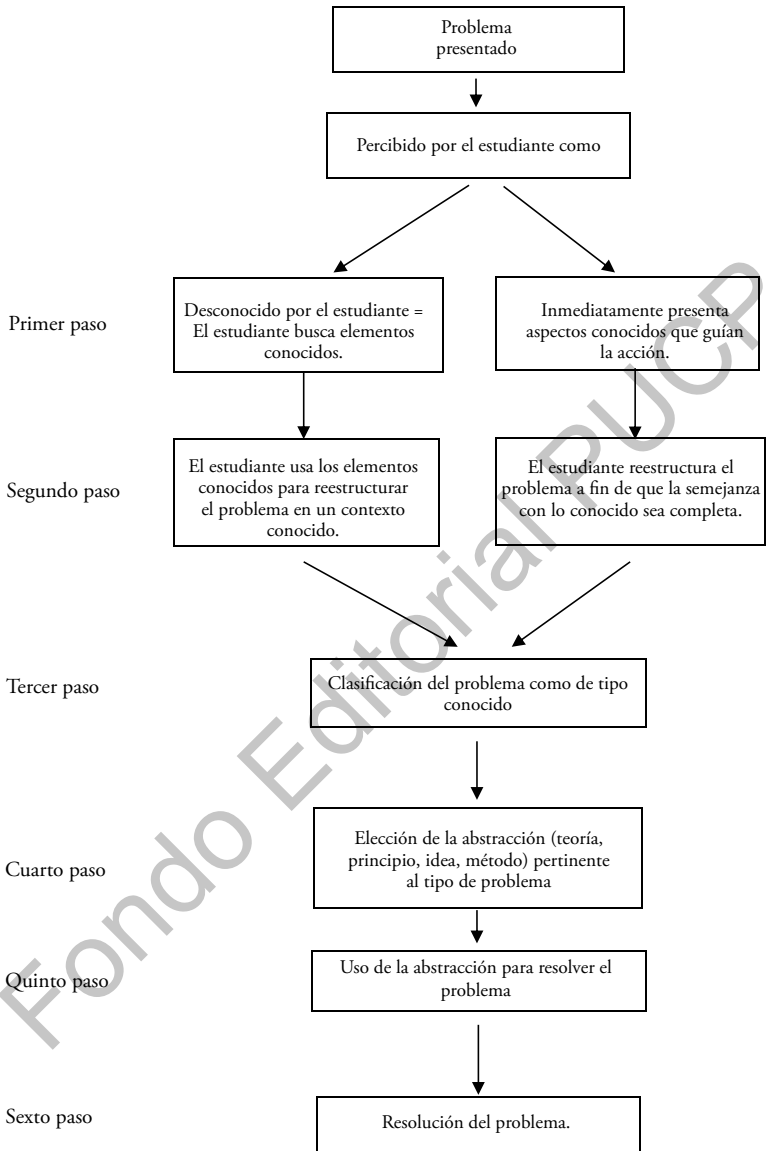 Problema
presentado
Percibido por el estudiante como
Primer paso
Desconocido por el estudiante =
El estudiante busca elementos
conocidos.
Inmediatamente presenta
aspectos conocidos que guían
la acción.
Segundo paso
El estudiante usa los elementos
conocidos para reestructurar
el problema en un contexto
conocido.
El estudiante reestructura el
problema a fin de que la semejanza
con lo conocido sea completa.
Tercer paso
Clasificación del problema como de tipo
conocido
Cuarto paso
Elección de la abstracción (teoría,
principio, idea, método) pertinente
al tipo de problema
Quinto paso
Uso de la abstracción para resolver el
problema
Sexto paso
Resolución del problema.
Fondo Editorial PUCP